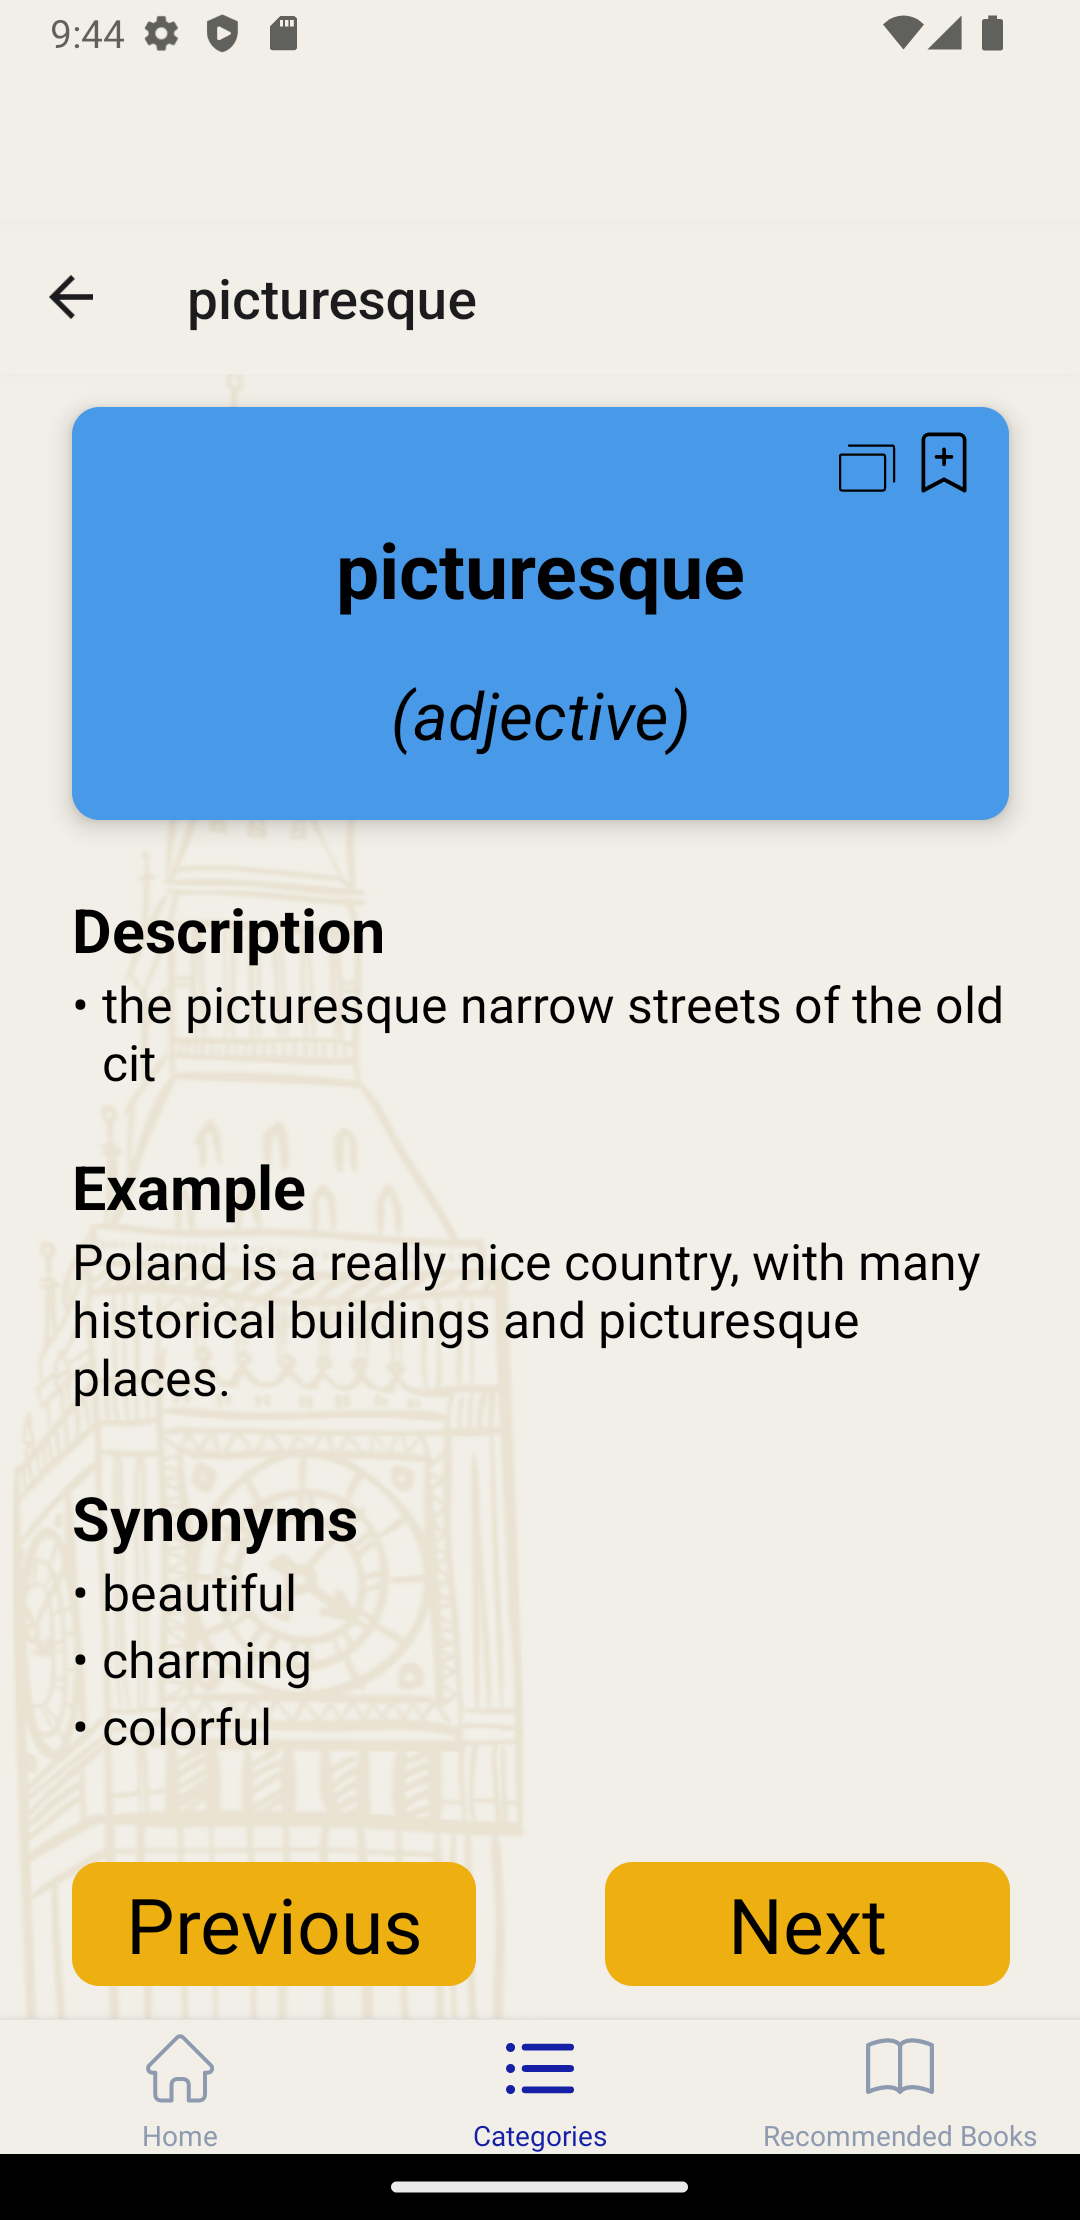 9:44
picturesque
picturesque
(adjective)
Description
• the picturesque narrow streets of the old
cit
Example
Poland is a really nice country, with many
historical buildings and picturesque
places.
Synonyms
• beautiful
• charming
• colorful
Previous
Next
Home
Categories
Recommended Books